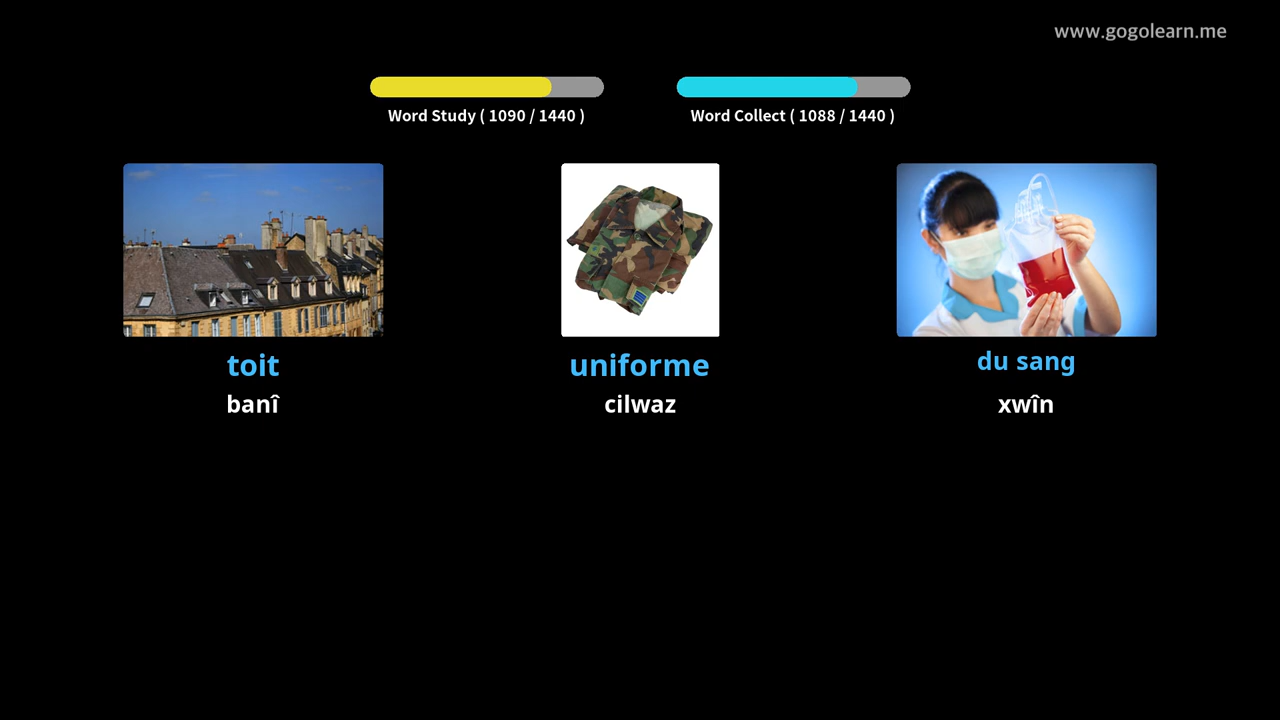 www.gogolearn.me
Word Study ( 1090 / 1440 )
Word Collect ( 1088 / 1440 )
toit
uniforme
du sang
banî
cilwaz
xwîn